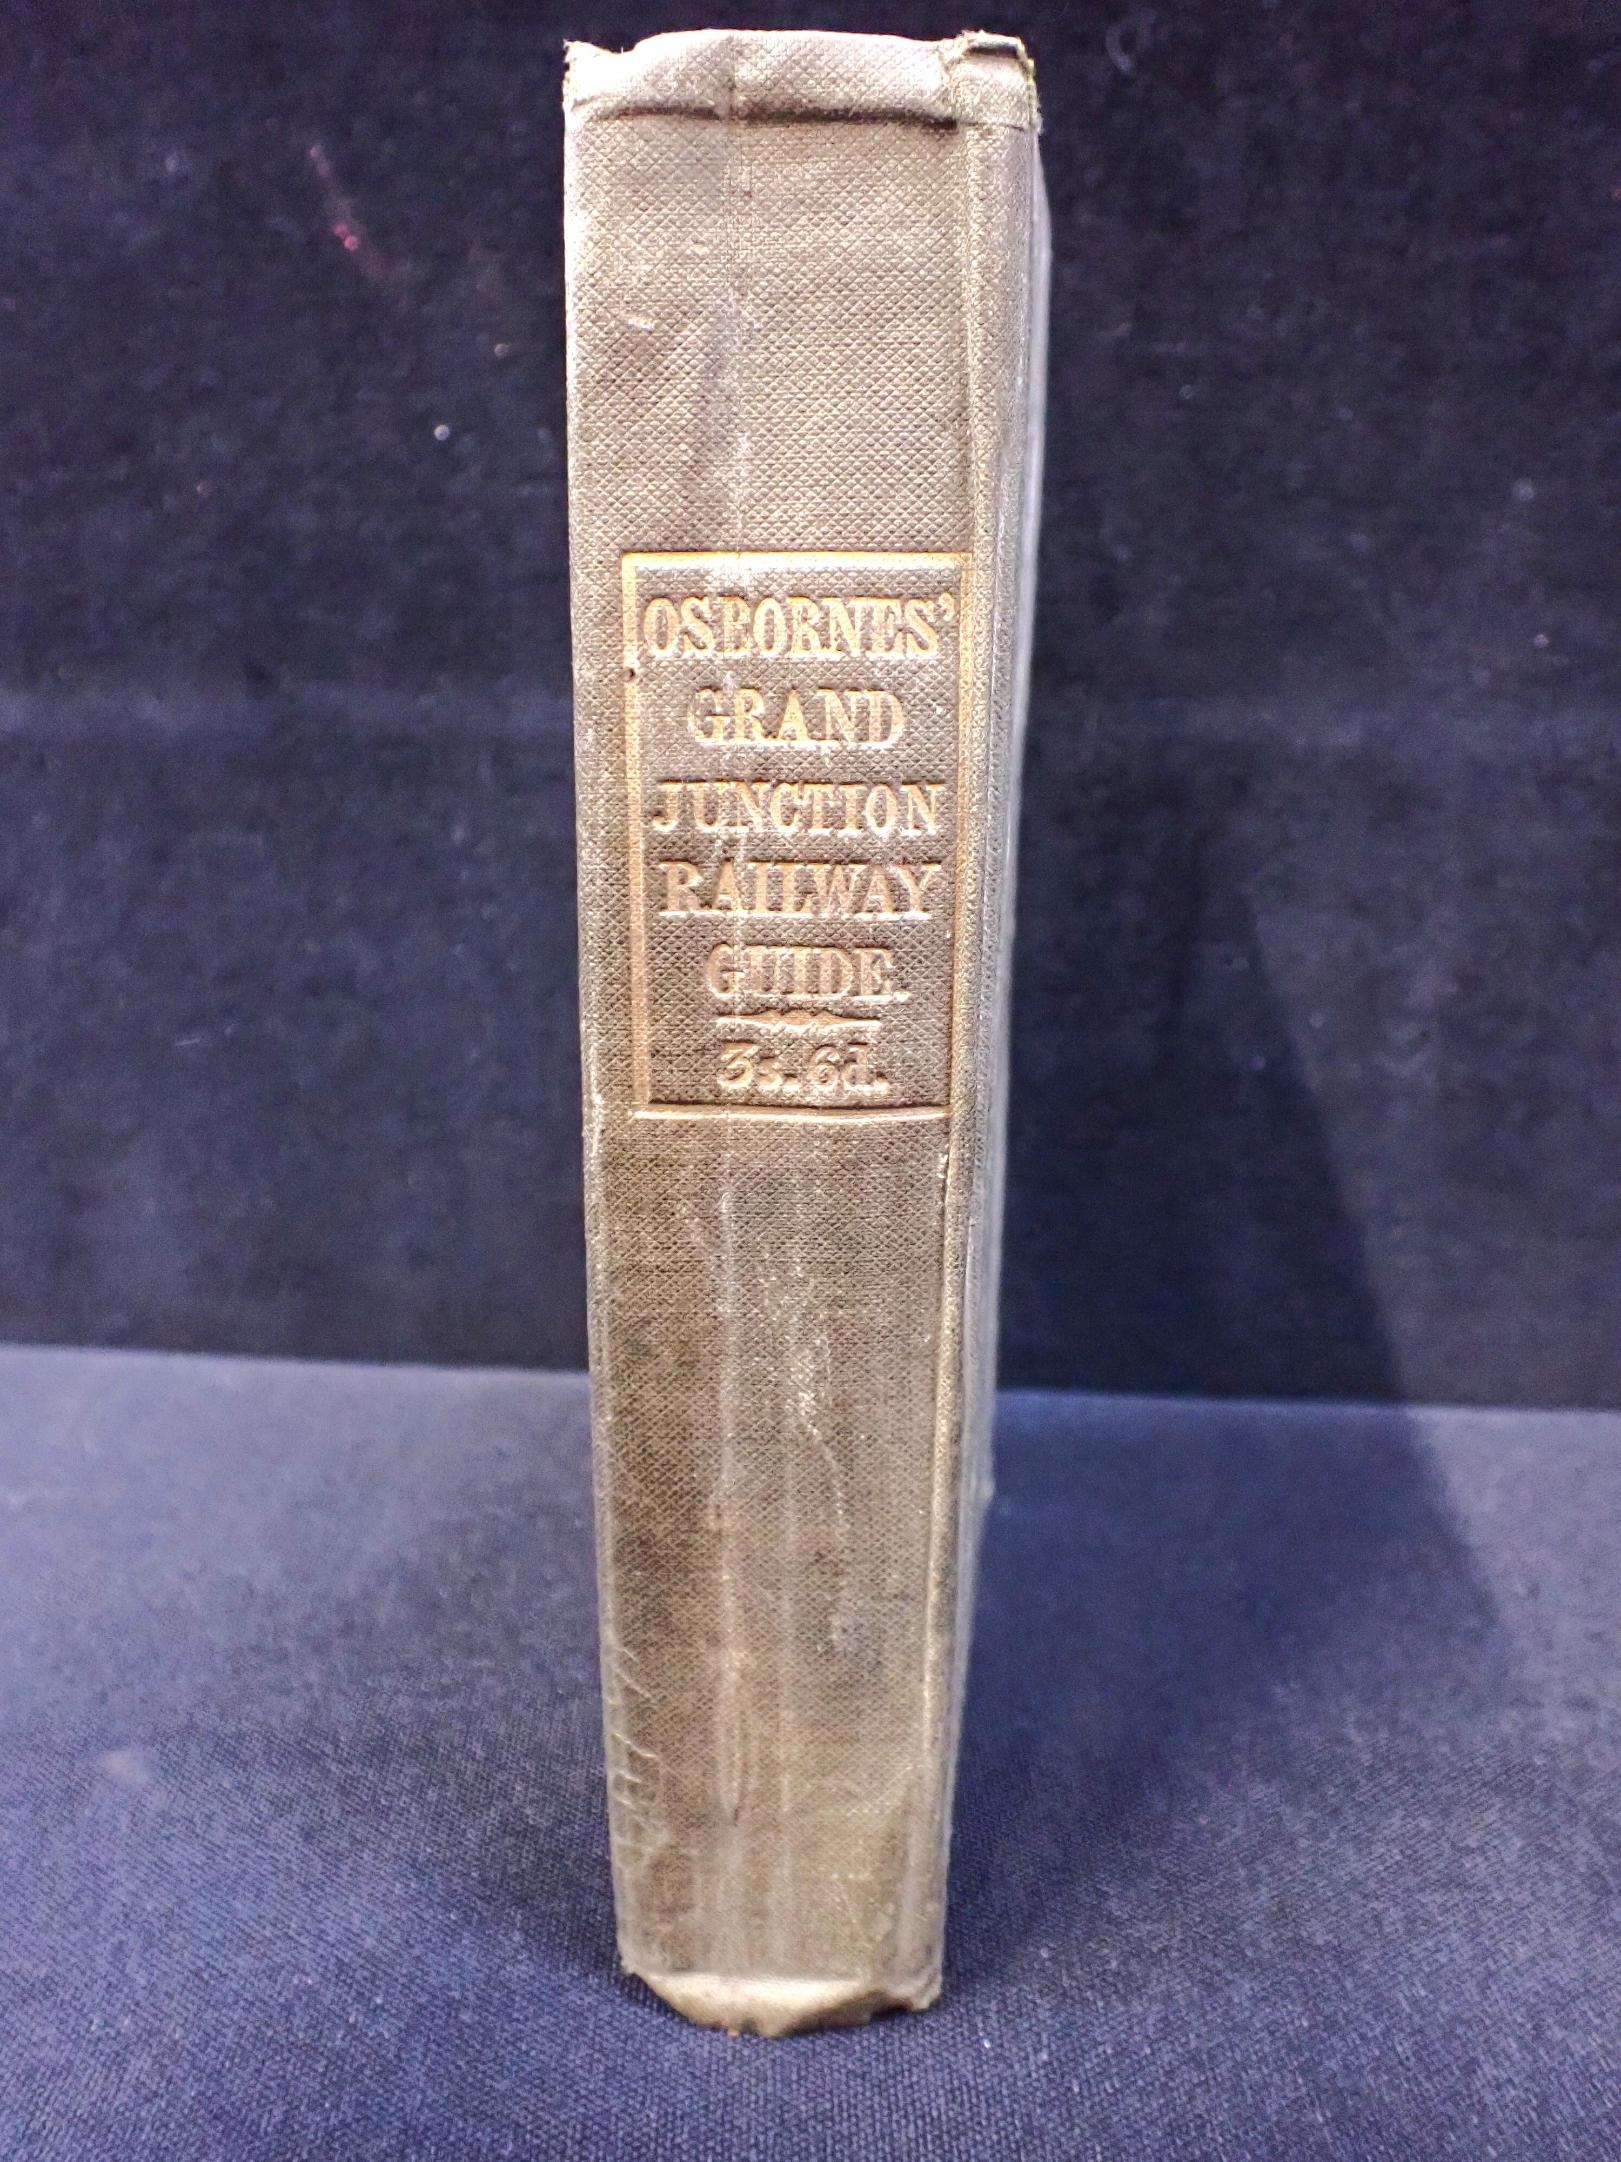 OSBORNES'
GRAND
JUNCTION
RAILWAY
GUIDE.
3s. 6d.